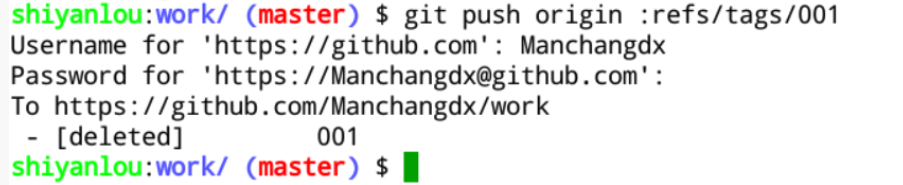 shiyanlou:work/ (master) $ git push origin :refs/tags/001
Username for 'https://github.com': Manchangdx
Password for 'https://Manchangdx@github.com':
To https://github.com/Manchangdx/work
 - [deleted]         001
shiyanlou:work/ (master) $